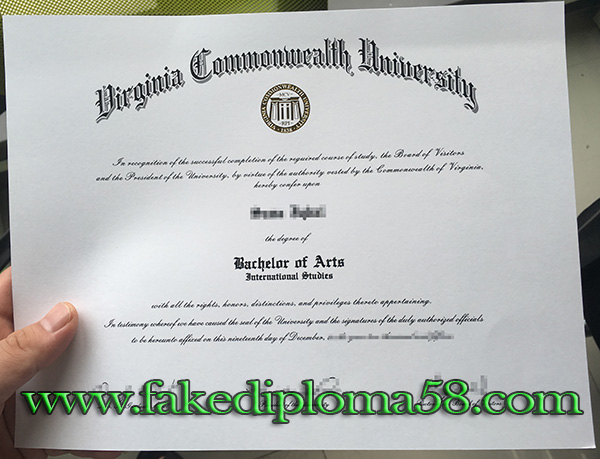 Virginia Commonwealth University
MCV
1838
In recognition of the successful completion of the required course of study, the Board of Visitors
and the President of the University, by virtue of the authority vested by the Commonwealth of Virginia,
hereby confer upon
the degree of
Bachelor of Arts
International Studies
with all the rights, honors, distinctions, and privileges thereto appertaining.
In testimony whereof we have caused the seal of the University and the signatures of the duly authorized officials
to be hereunto affixed on this nineteenth day of December,
www.fakediploma58.com